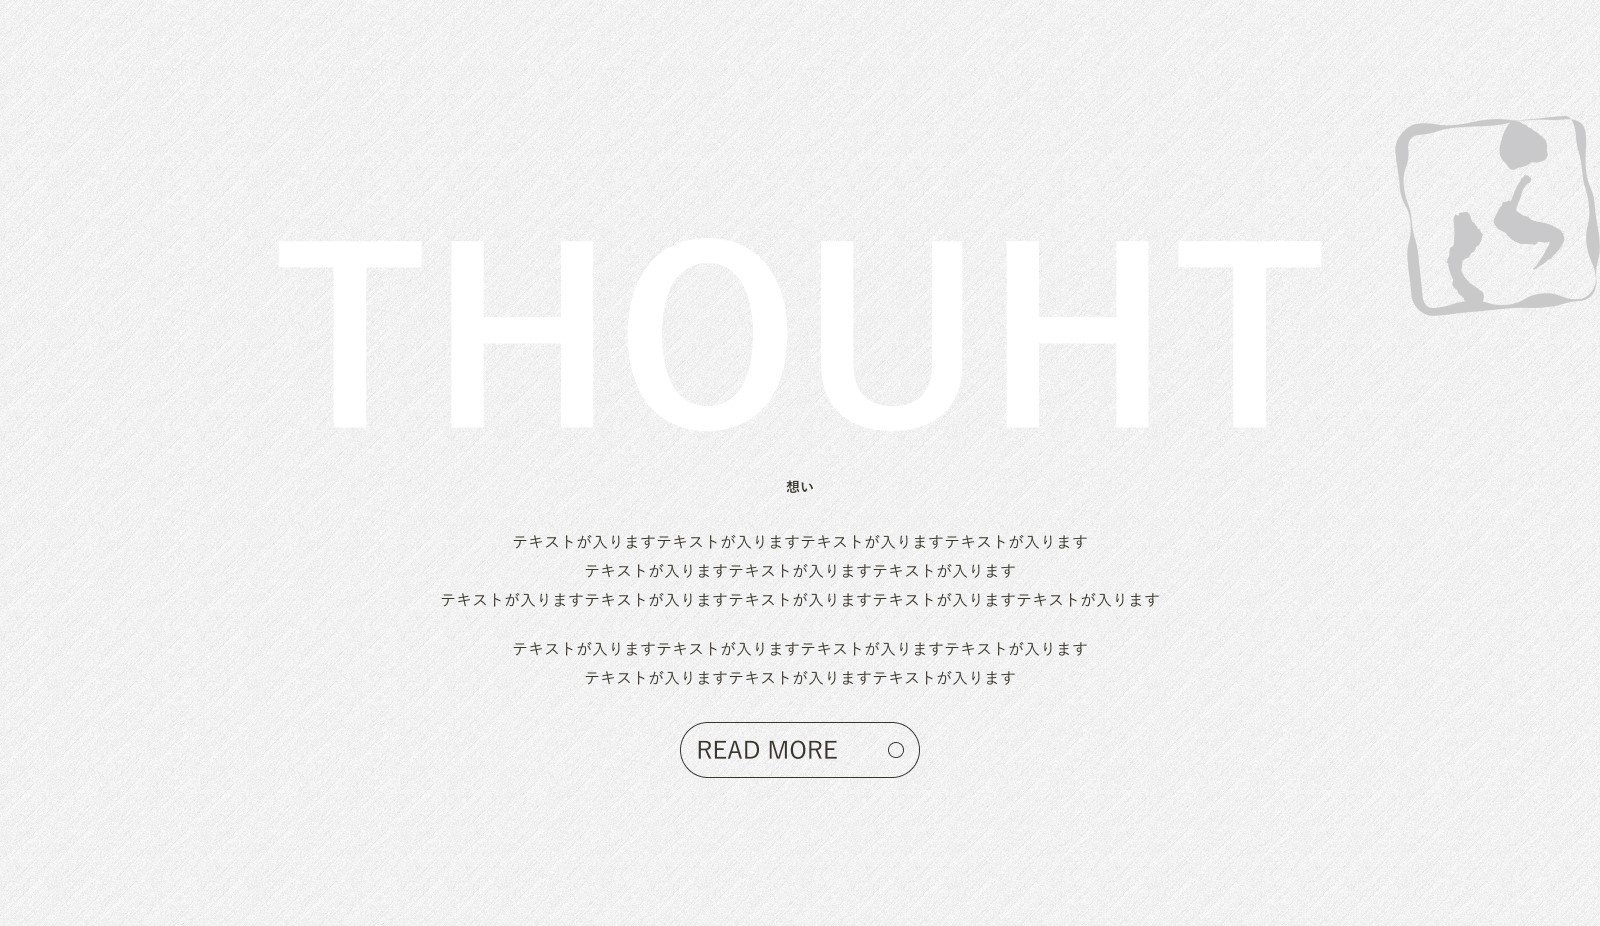 THOUHT
想い
テキストが入りますテキストが入りますテキストが入りますテキストが入ります
テキストが入りますテキストが入りますテキストが入ります
テキストが入りますテキストが入りますテキストが入りますテキストが入りますテキストが入ります
テキストが入りますテキストが入りますテキストが入りますテキストが入ります
テキストが入りますテキストが入りますテキストが入ります
READ MORE